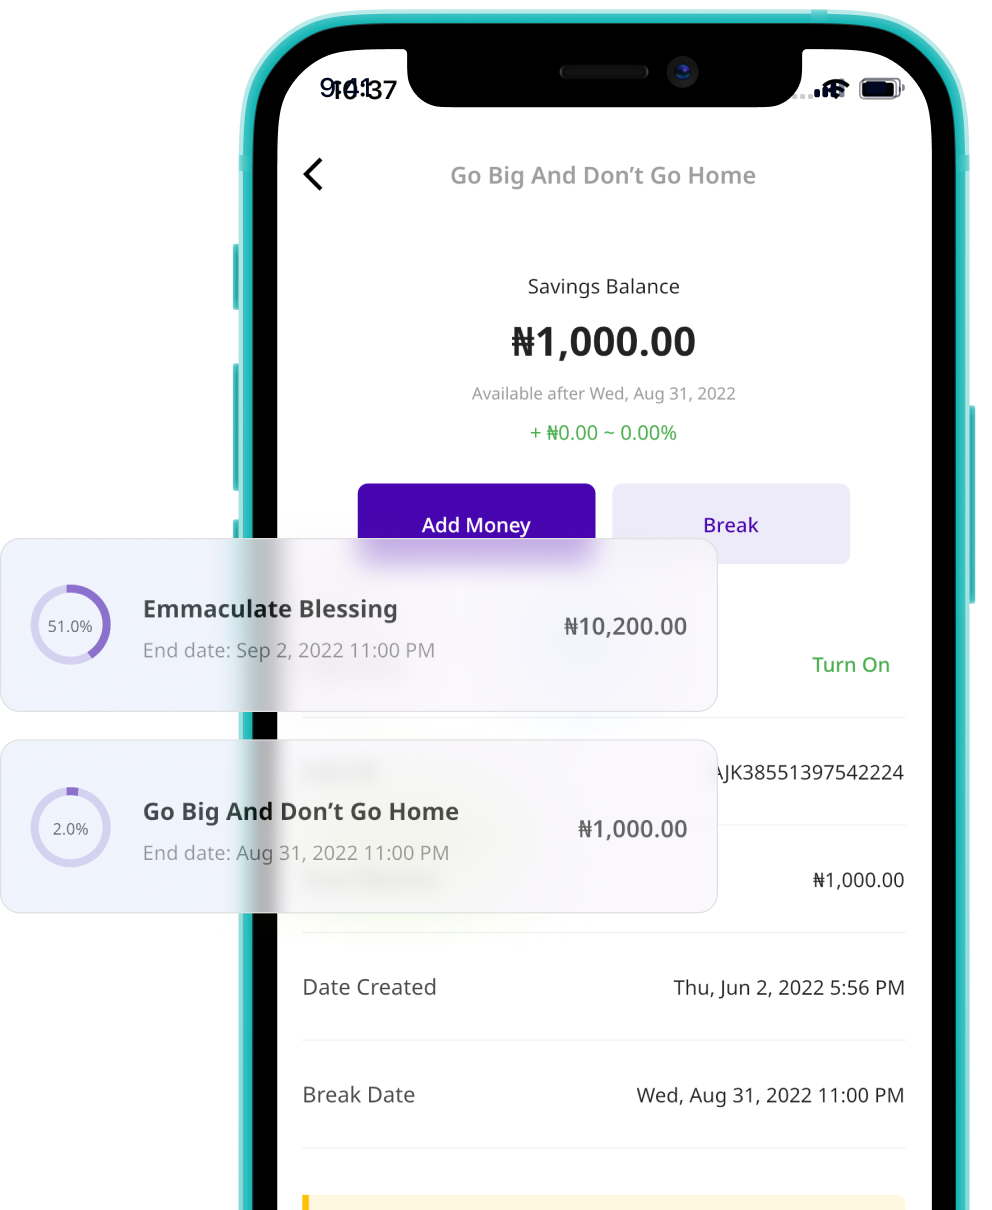 10:37
Go Big And Don’t Go Home
Savings Balance
₦1,000.00
Available after Wed, Aug 31, 2022
+ ₦0.00 ~ 0.00%
Add Money
Break
51.0%
Emmaculate Blessing
End date: Sep 2, 2022 11:00 PM
₦10,200.00
Turn On
AJK38551397542224
2.0%
Go Big And Don’t Go Home
End date: Aug 31, 2022 11:00 PM
₦1,000.00
₦1,000.00
Date Created
Thu, Jun 2, 2022 5:56 PM
Break Date
Wed, Aug 31, 2022 11:00 PM